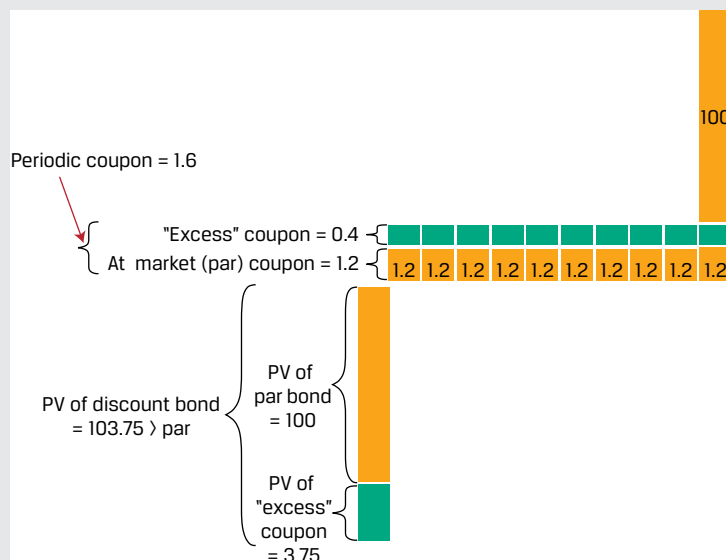 100
Periodic coupon = 1.6
"Excess" coupon = 0.4
At market (par) coupon = 1.2
1.2 1.2 1.2 1.2 1.2 1.2 1.2 1.2 1.2 1.2
PV of discount bond
= 103.75 > par
PV of
par bond
= 100
PV of
"excess"
coupon
= 3.75